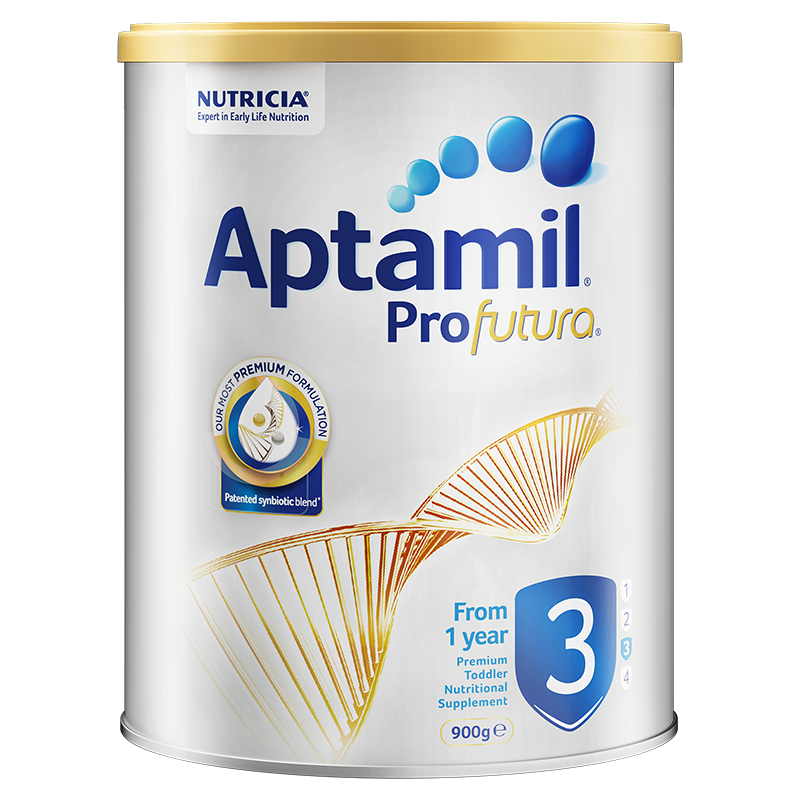 NUTRICIA®
Expert in Early Life Nutrition
Aptamil®
Profutura®
OUR MOST PREMIUM FORMULATION
Patented synbiotic blend*
From
1 year
Premium
Toddler
Nutritional
Supplement
900g e
3
1
2
3
4